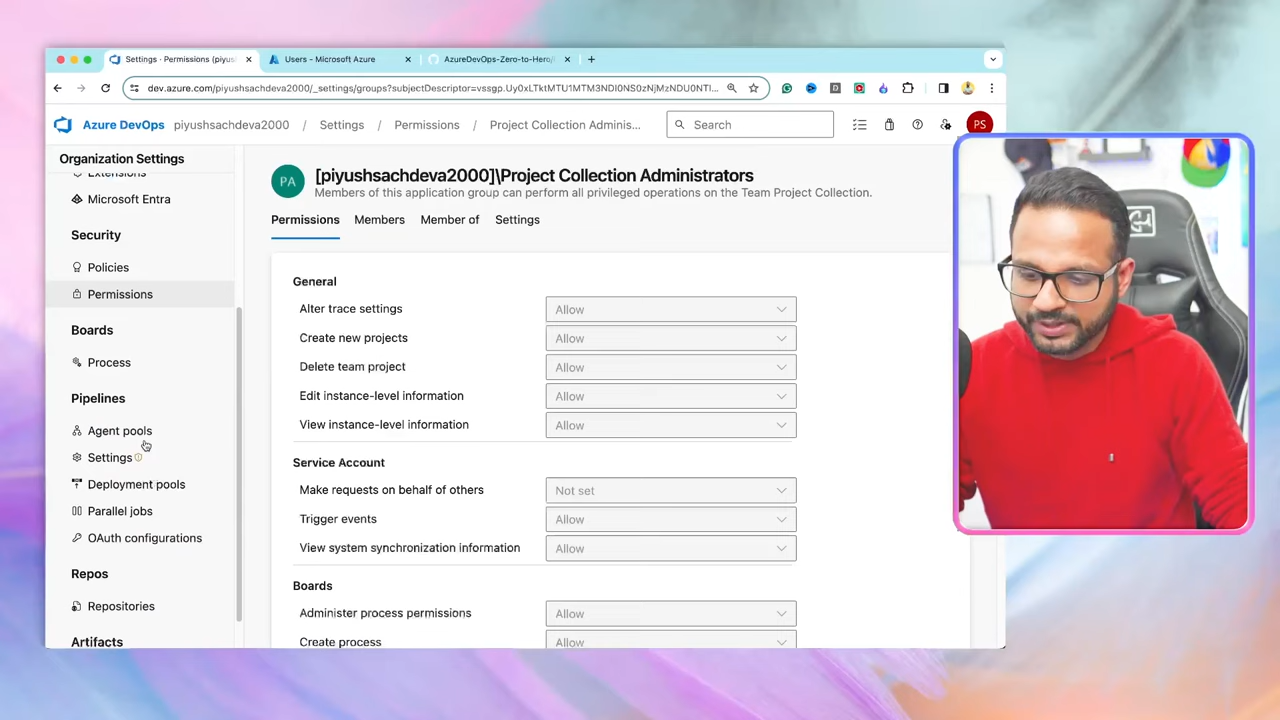 Settings · Permissions (piyus
Users - Microsoft Azure
AzureDevOps-Zero-to-Hero/
dev.azure.com/piyushsachdeva2000/_settings/groups?subjectDescriptor=vssgp.
Azure DevOps
piyushsachdeva2000
/
Settings
/
Permissions
/
Project Collection Adminis...
Search
PS
Organization Settings
Extensions
Microsoft Entra
Security
Policies
Permissions
Boards
Process
Pipelines
Agent pools
Settings
Deployment pools
Parallel jobs
OAuth configurations
Repos
Repositories
Artifacts
PA
[piyushsachdeva2000]\Project Collection Administrators
Members of this application group can perform all privileged operations on the Team Project Collection.
Permissions
Members
Member of
Settings
General
Alter trace settings
Allow
Create new projects
Allow
Delete team project
Allow
Edit instance-level information
Allow
View instance-level information
Allow
Service Account
Make requests on behalf of others
Not set
Trigger events
Allow
View system synchronization information
Allow
Boards
Administer process permissions
Allow
Create process
Allow